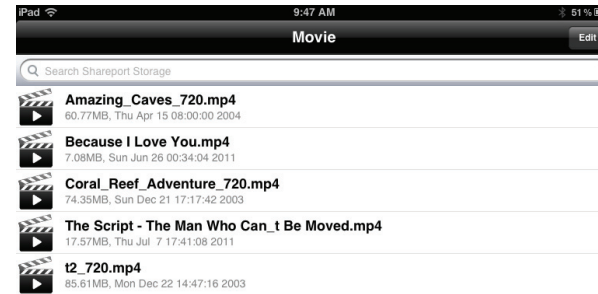 iPad 9:47 AM 51%
Movie Edit
Search Shareport Storage
Amazing_Caves_720.mp4
60.77MB, Thu Apr 15 08:00:00 2004
Because I Love You.mp4
7.08MB, Sun Jun 26 00:34:04 2011
Coral_Reef_Adventure_720.mp4
74.35MB, Sun Dec 21 17:17:42 2003
The Script - The Man Who Can_t Be Moved.mp4
17.57MB, Thu Jul 7 17:41:08 2011
t2_720.mp4
85.61MB, Mon Dec 22 14:47:16 2003